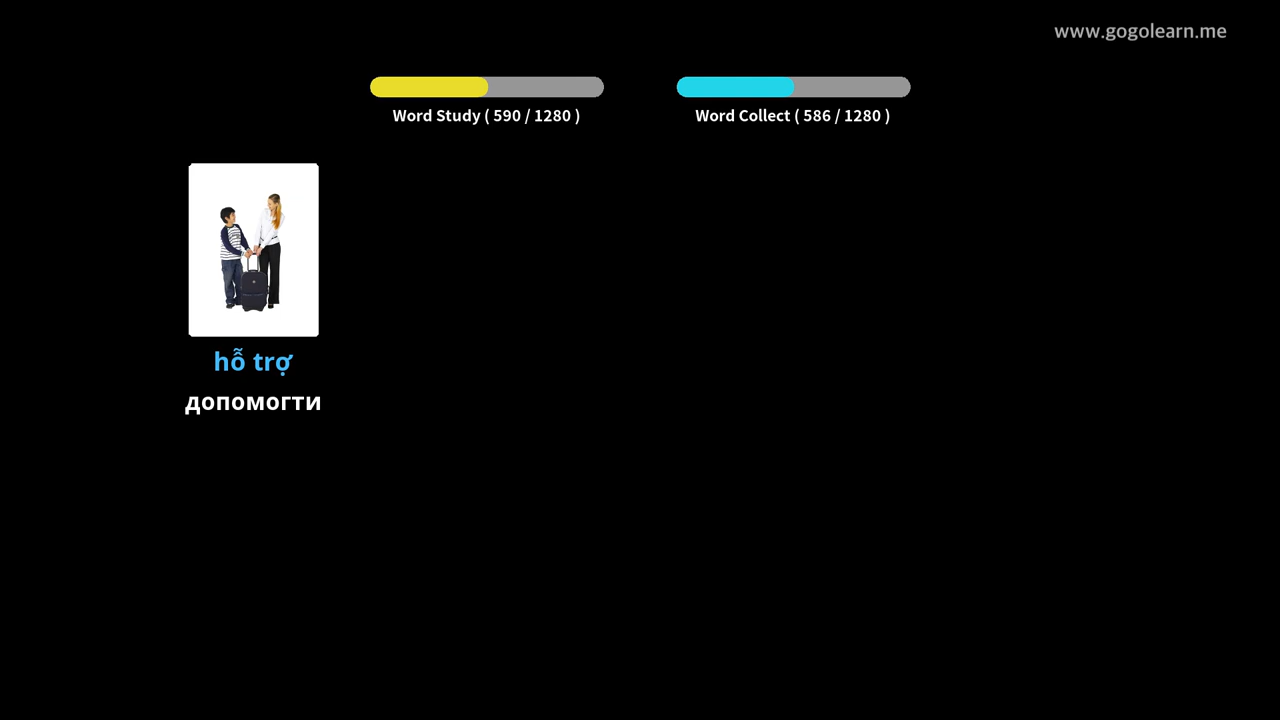 www.gogolearn.me
Word Study ( 590 / 1280 )
Word Collect ( 586 / 1280 )
hỗ trợ
допомогти